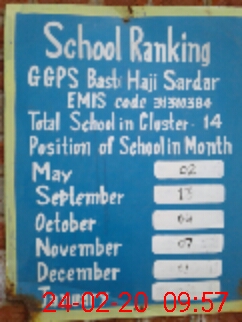 School Ranking
GGPS Basti Haji Sardar
EMIS code 31310384
Total School in Cluster - 14
Position of School in Month
May 02
September 13
October
November 07
December
24-02-20 09:57